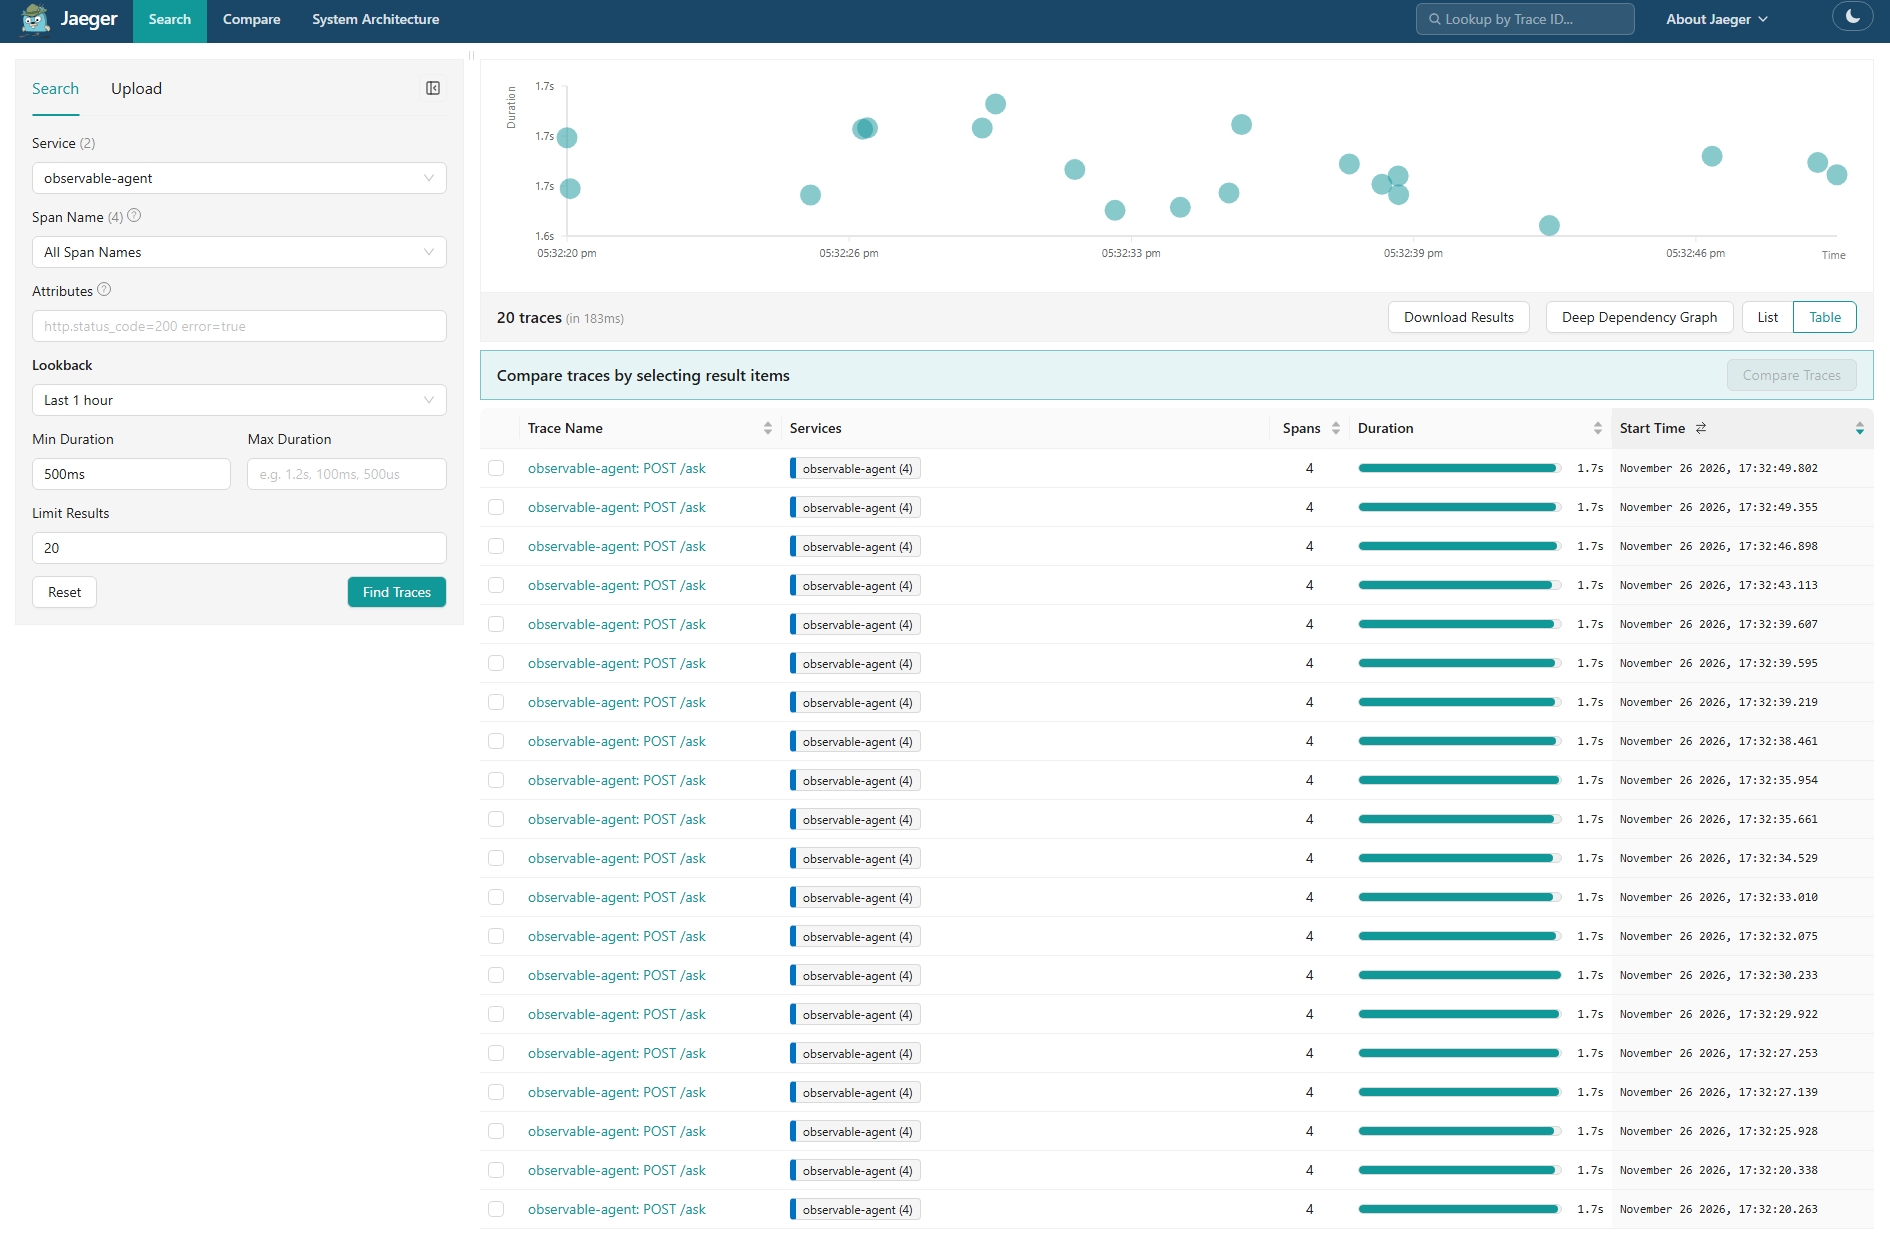 Jaeger
Search
Compare
System Architecture
Lookup by Trace ID...
About Jaeger
Search
Upload
Service (2)
observable-agent
Span Name (4)
All Span Names
Attributes
http.status_code=200 error=true
Lookback
Last 1 hour
Min Duration
Max Duration
500ms
e.g. 1.2s, 100ms, 500us
Limit Results
20
Reset
Find Traces
Duration
1.7s
1.7s
1.7s
1.6s
05:32:20 pm
05:32:26 pm
05:32:33 pm
05:32:39 pm
05:32:46 pm
Time
20 traces (in 183ms)
Download Results
Deep Dependency Graph
List
Table
Compare traces by selecting result items
Compare Traces
Trace Name Services Spans Duration Start Time
observable-agent: POST /ask observable-agent (4) 4 1.7s November 26 2026, 17:32:49.802
observable-agent: POST /ask observable-agent (4) 4 1.7s November 26 2026, 17:32:49.355
observable-agent: POST /ask observable-agent (4) 4 1.7s November 26 2026, 17:32:46.898
observable-agent: POST /ask observable-agent (4) 4 1.7s November 26 2026, 17:32:43.113
observable-agent: POST /ask observable-agent (4) 4 1.7s November 26 2026, 17:32:39.607
observable-agent: POST /ask observable-agent (4) 4 1.7s November 26 2026, 17:32:39.595
observable-agent: POST /ask observable-agent (4) 4 1.7s November 26 2026, 17:32:39.219
observable-agent: POST /ask observable-agent (4) 4 1.7s November 26 2026, 17:32:38.461
observable-agent: POST /ask observable-agent (4) 4 1.7s November 26 2026, 17:32:35.954
observable-agent: POST /ask observable-agent (4) 4 1.7s November 26 2026, 17:32:35.661
observable-agent: POST /ask observable-agent (4) 4 1.7s November 26 2026, 17:32:34.529
observable-agent: POST /ask observable-agent (4) 4 1.7s November 26 2026, 17:32:33.010
observable-agent: POST /ask observable-agent (4) 4 1.7s November 26 2026, 17:32:32.075
observable-agent: POST /ask observable-agent (4) 4 1.7s November 26 2026, 17:32:30.233
observable-agent: POST /ask observable-agent (4) 4 1.7s November 26 2026, 17:32:29.922
observable-agent: POST /ask observable-agent (4) 4 1.7s November 26 2026, 17:32:27.253
observable-agent: POST /ask observable-agent (4) 4 1.7s November 26 2026, 17:32:27.139
observable-agent: POST /ask observable-agent (4) 4 1.7s November 26 2026, 17:32:25.928
observable-agent: POST /ask observable-agent (4) 4 1.7s November 26 2026, 17:32:20.338
observable-agent: POST /ask observable-agent (4) 4 1.7s November 26 2026, 17:32:20.263